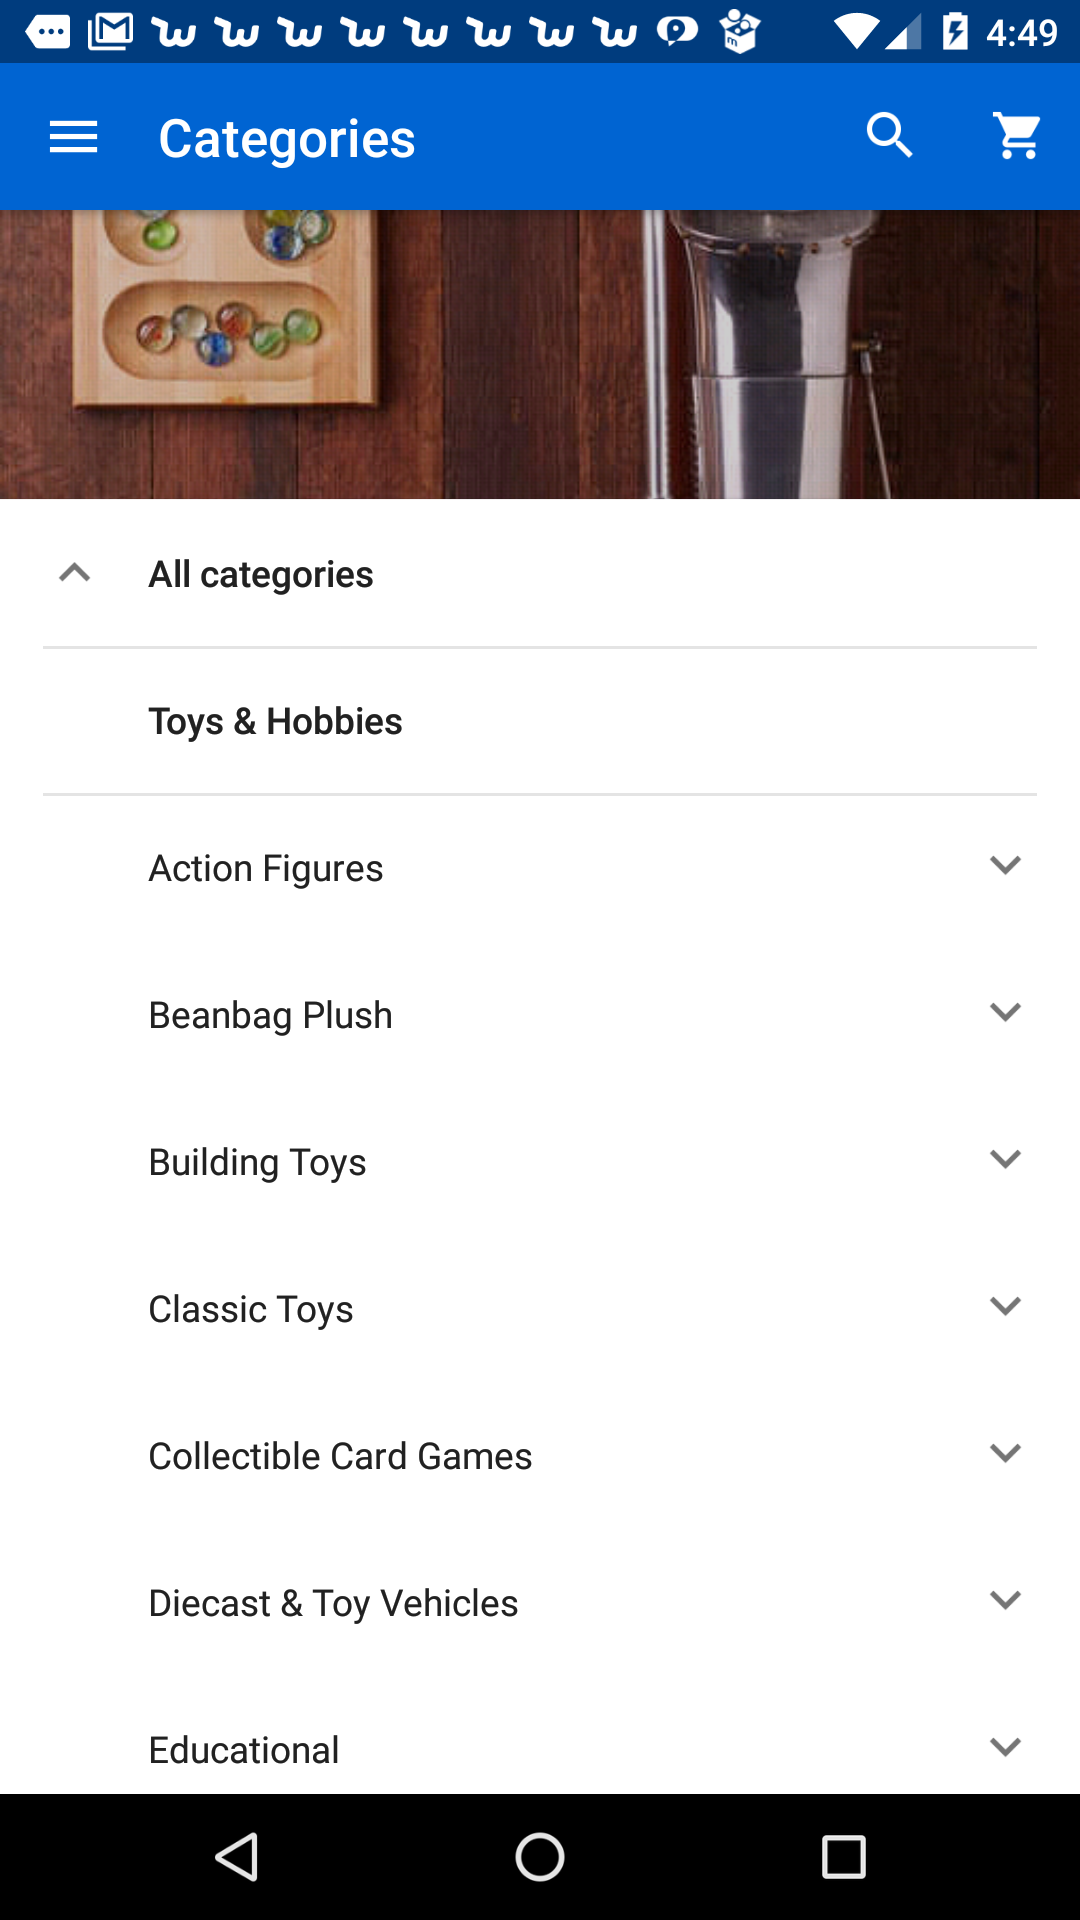 4:49
Categories
All categories
Toys & Hobbies
Action Figures
Beanbag Plush
Building Toys
Classic Toys
Collectible Card Games
Diecast & Toy Vehicles
Educational